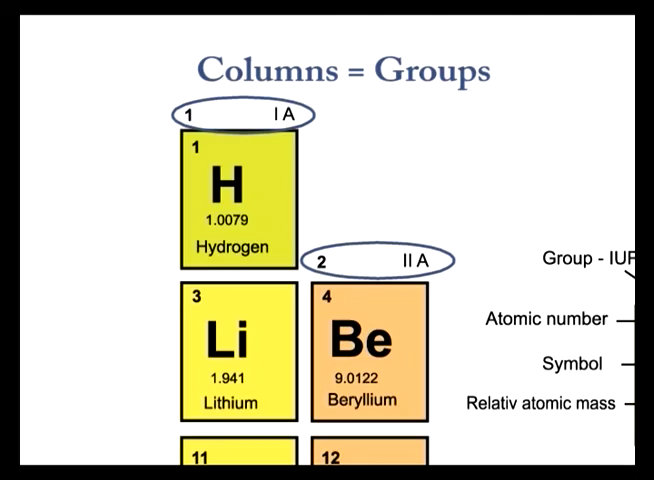 Columns = Groups
1 I A
1
H
1.0079
Hydrogen
2 II A
3
Li
1.941
Lithium
4
Be
9.0122
Beryllium
11
12
Group - IUP
Atomic number
Symbol
Relativ atomic mass